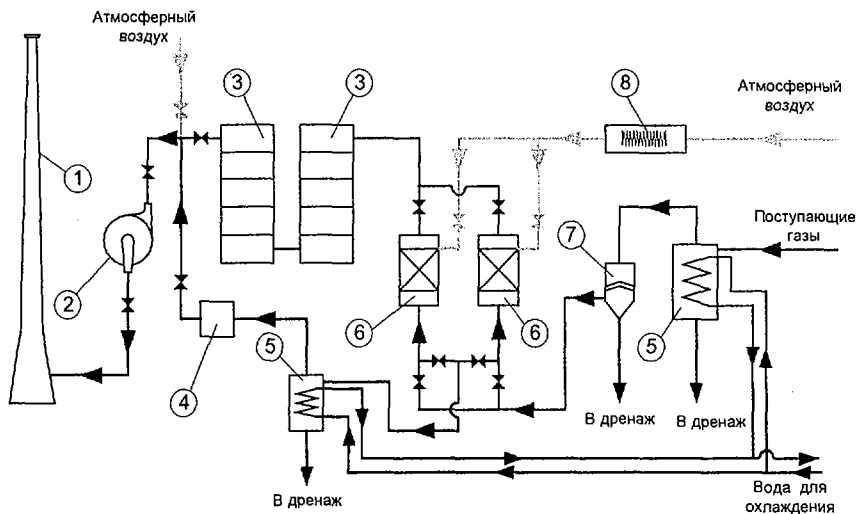 Атмосферный
воздух
3
3
8
Атмосферный
воздух
1
Поступающие
газы
7
2
6
6
5
5
4
В дренаж
В дренаж
В дренаж
Вода для
охлаждения